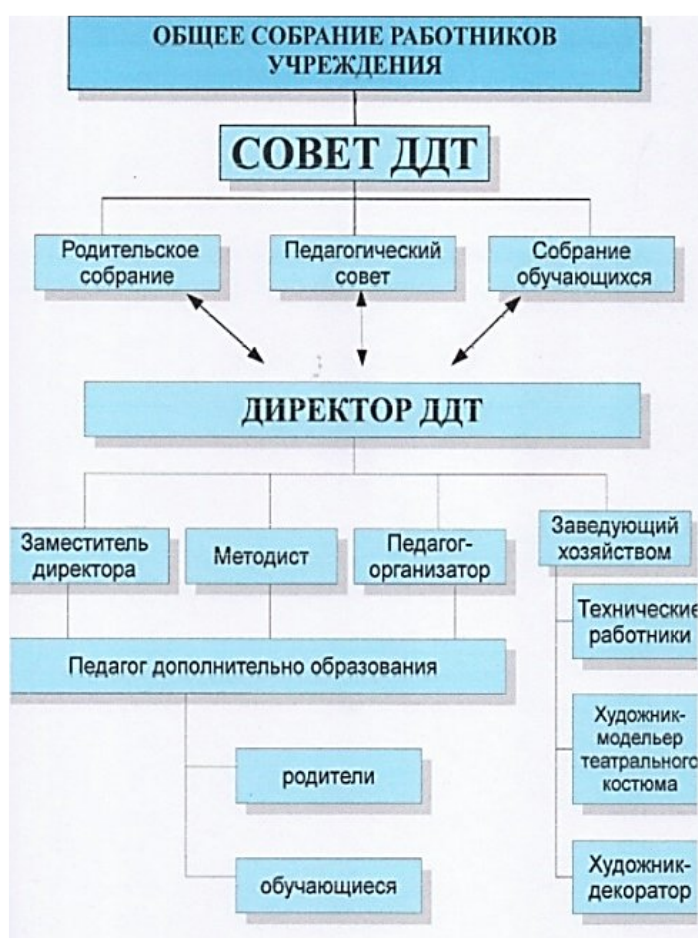 ОБЩЕЕ СОБРАНИЕ РАБОТНИКОВ
УЧРЕЖДЕНИЯ
СОВЕТ ДДТ
Родительское
собрание
Педагогический
совет
Собрание
обучающихся
ДИРЕКТОР ДДТ
Заместитель
директора
Методист
Педагог-
организатор
Заведующий
хозяйством
Педагог дополнительно образования
родители
обучающиеся
Технические
работники
Художник-
модельер
театрального
костюма
Художник-
декоратор